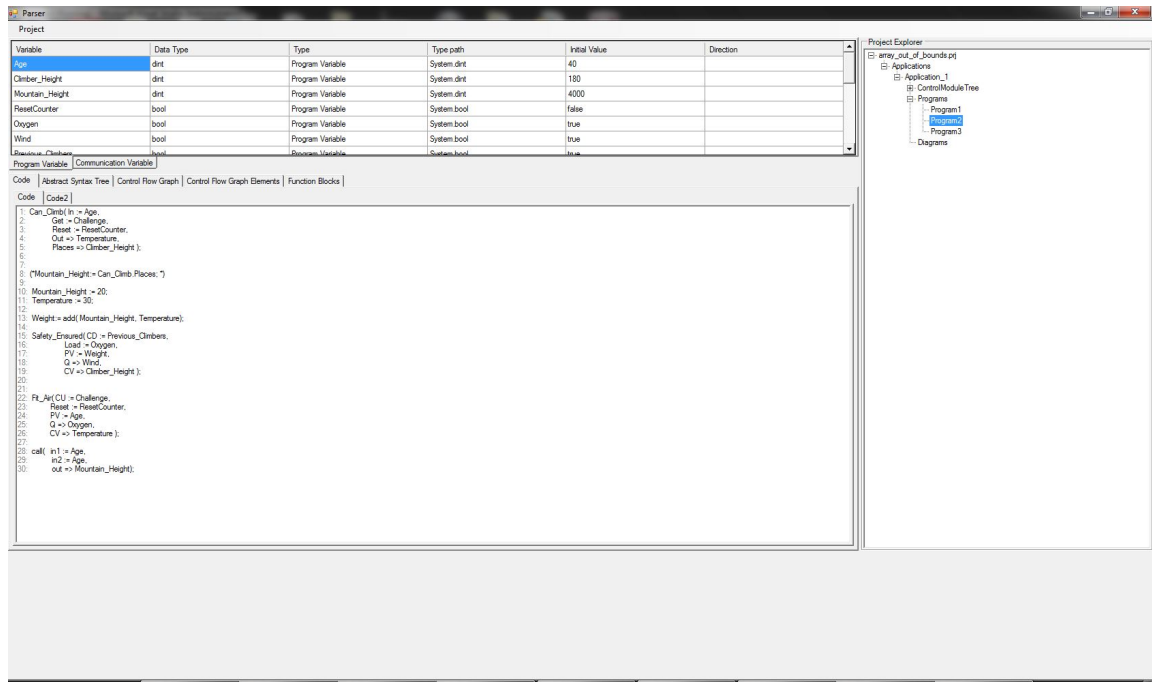 Parser
Project
Variable Data Type Type Type path Initial Value Direction
Age dint Program Variable System.dint 40
Climber_Height dint Program Variable System.dint 180
Mountain_Height dint Program Variable System.dint 4000
ResetCounter bool Program Variable System.bool false
Oxygen bool Program Variable System.bool true
Wind bool Program Variable System.bool true
Previous_Climbers bool Program Variable System.bool true
Program Variable Communication Variable
Code Abstract Syntax Tree Control Flow Graph Control Flow Graph Elements Function Blocks
Code Code2
1: Can_Climb( In := Age,
2: Get := Challenge,
3: Reset := ResetCounter,
4: Out => Temperature,
5: Places => Climber_Height );
6:
7:
8: (*Mountain_Height:= Can_Climb.Places; *)
9:
10: Mountain_Height := 20;
11: Temperature := 30;
12:
13: Weight:= add( Mountain_Height, Temperature);
14:
15: Safety_Ensured( CD := Previous_Climbers,
16: Load := Oxygen,
17: PV := Weight,
18: Q => Wind,
19: CV => Climber_Height );
20:
21:
22: Fit_Air( CU := Challenge,
23: Reset := ResetCounter,
24: PV := Age,
25: Q => Oxygen,
26: CV => Temperature );
27:
28: call( in1 := Age,
29: in2 := Age,
30: out => Mountain_Height);
Project Explorer
array_out_of_bounds.prj
Applications
Application_1
ControlModuleTree
Programs
Program1
Program2
Program3
Diagrams